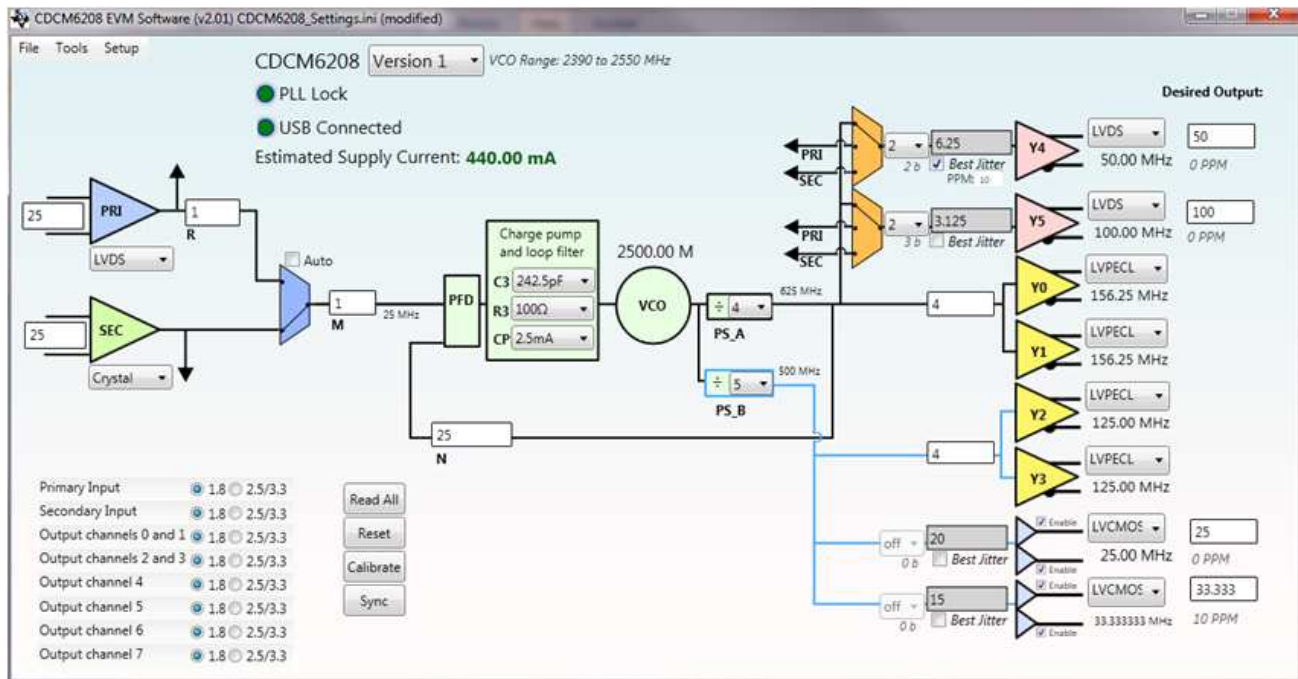 CDCM6208 EVM Software (v2.01) CDCM6208_Settings.ini (modified)
File Tools Setup
CDCM6208 Version 1 VCO Range: 2390 to 2550 MHz
PLL Lock
USB Connected
Estimated Supply Current: 440.00 mA
Desired Output:
PRI
SEC
2
2 b
6.25
Best Jitter
PPM: 10
Y4
LVDS
50.00 MHz
50
0 PPM
PRI
SEC
2
3 b
3.125
Best Jitter
Y5
LVDS
100.00 MHz
100
0 PPM
25
PRI
LVDS
1
R
Auto
25
SEC
Crystal
1
M
25 MHz
PFD
Charge pump
and loop filter
C3 242.5pF
R3 100Ω
CP 2.5mA
2500.00 M
VCO
÷ 4
PS_A
625 MHz
÷ 5
PS_B
500 MHz
25
N
4
Y0
LVPECL
156.25 MHz
Y1
LVPECL
156.25 MHz
4
Y2
LVPECL
125.00 MHz
Y3
LVPECL
125.00 MHz
off
0 b
20
Best Jitter
Enable
Enable
LVCMOS
25.00 MHz
25
0 PPM
off
0 b
15
Best Jitter
Enable
Enable
LVCMOS
33.333333 MHz
33.333
10 PPM
Primary Input 1.8 2.5/3.3
Secondary Input 1.8 2.5/3.3
Output channels 0 and 1 1.8 2.5/3.3
Output channels 2 and 3 1.8 2.5/3.3
Output channel 4 1.8 2.5/3.3
Output channel 5 1.8 2.5/3.3
Output channel 6 1.8 2.5/3.3
Output channel 7 1.8 2.5/3.3
Read All
Reset
Calibrate
Sync